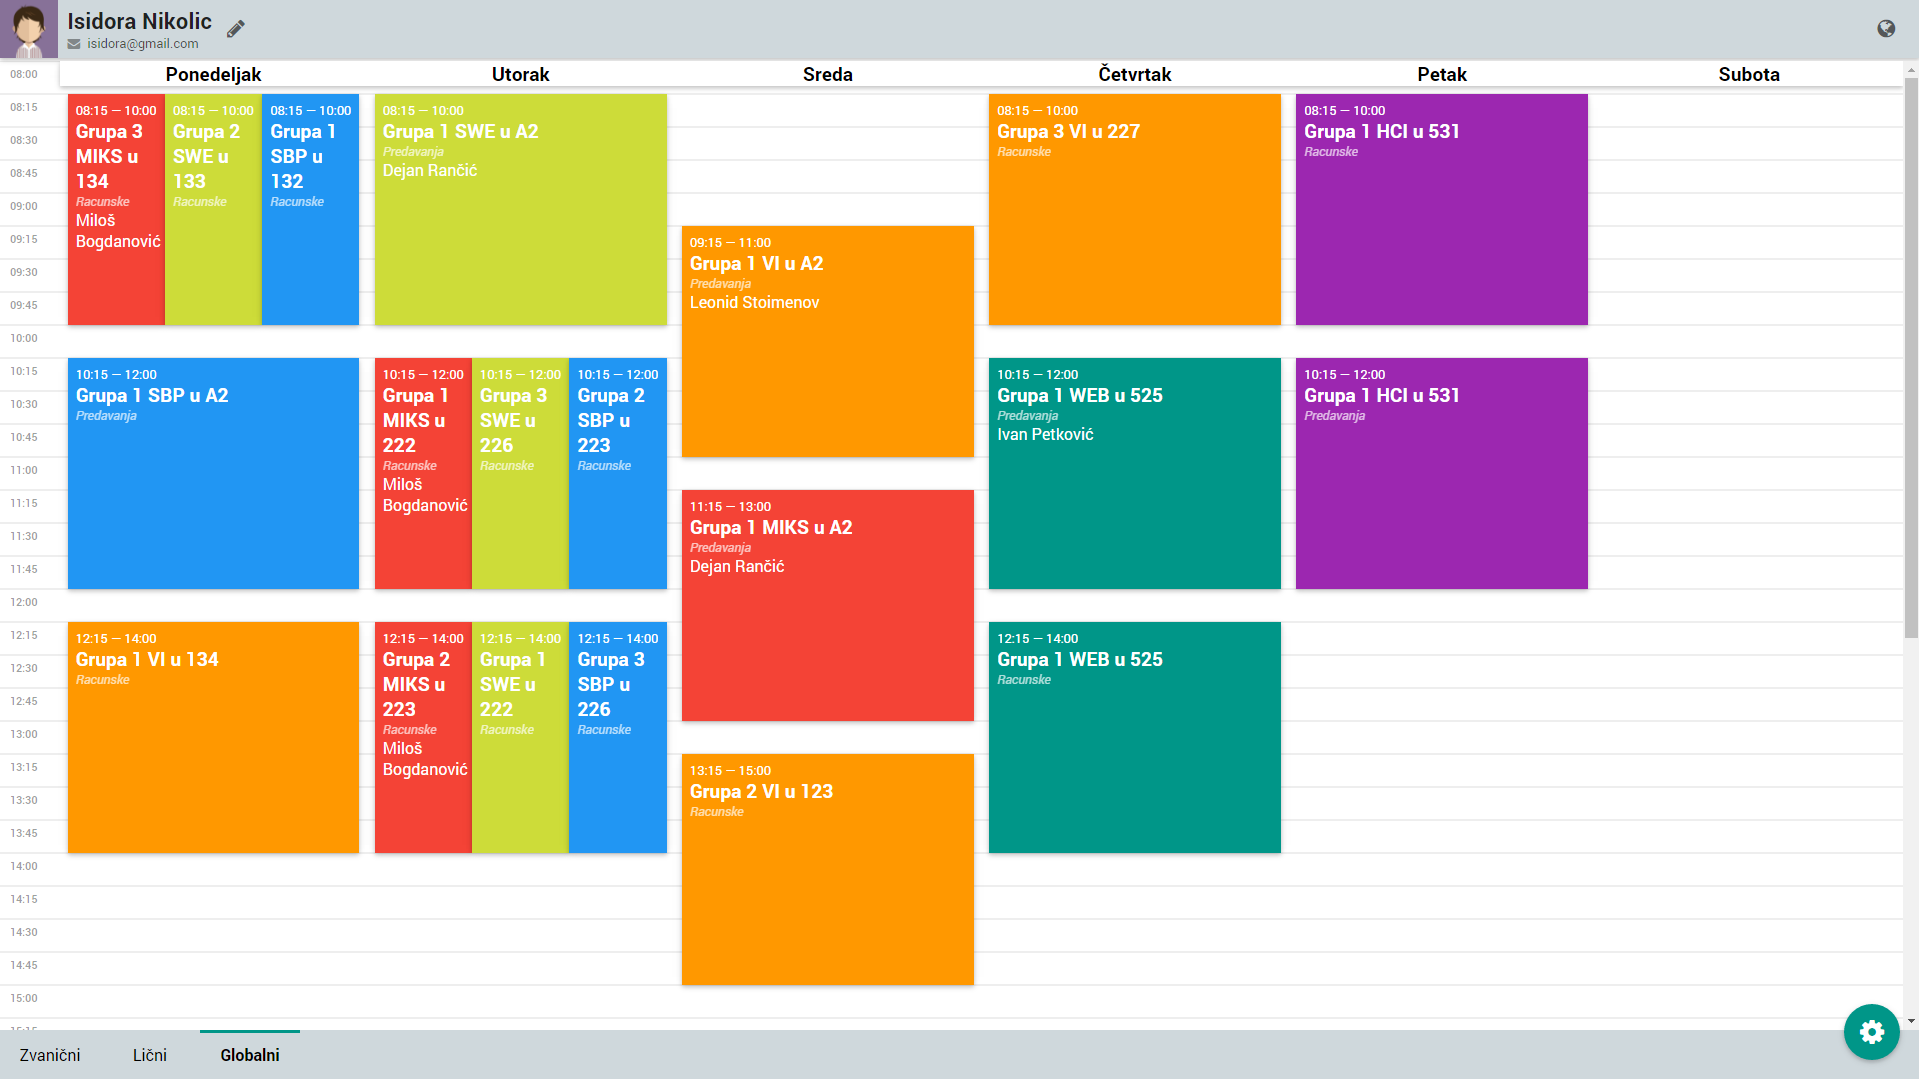 Isidora Nikolic
isidora@gmail.com
Ponedeljak
Utorak
Sreda
Četvrtak
Petak
Subota
08:00
08:15
08:30
08:45
09:00
09:15
09:30
09:45
10:00
10:15
10:30
10:45
11:00
11:15
11:30
11:45
12:00
12:15
12:30
12:45
13:00
13:15
13:30
13:45
14:00
14:15
14:30
14:45
15:00
15:15
08:15 — 10:00
Grupa 3
MIKS u
134
Racunske
Miloš
Bogdanović
08:15 — 10:00
Grupa 2
SWE u
133
Racunske
08:15 — 10:00
Grupa 1
SBP u
132
Racunske
10:15 — 12:00
Grupa 1 SBP u A2
Predavanja
12:15 — 14:00
Grupa 1 VI u 134
Racunske
08:15 — 10:00
Grupa 1 SWE u A2
Predavanja
Dejan Rančić
10:15 — 12:00
Grupa 1
MIKS u
222
Racunske
Miloš
Bogdanović
10:15 — 12:00
Grupa 3
SWE u
226
Racunske
10:15 — 12:00
Grupa 2
SBP u
223
Racunske
12:15 — 14:00
Grupa 2
MIKS u
223
Racunske
Miloš
Bogdanović
12:15 — 14:00
Grupa 1
SWE u
222
Racunske
12:15 — 14:00
Grupa 3
SBP u
226
Racunske
09:15 — 11:00
Grupa 1 VI u A2
Predavanja
Leonid Stoimenov
11:15 — 13:00
Grupa 1 MIKS u A2
Predavanja
Dejan Rančić
13:15 — 15:00
Grupa 2 VI u 123
Racunske
08:15 — 10:00
Grupa 3 VI u 227
Racunske
10:15 — 12:00
Grupa 1 WEB u 525
Predavanja
Ivan Petković
12:15 — 14:00
Grupa 1 WEB u 525
Racunske
08:15 — 10:00
Grupa 1 HCI u 531
Racunske
10:15 — 12:00
Grupa 1 HCI u 531
Predavanja
Zvanični
Lični
Globalni